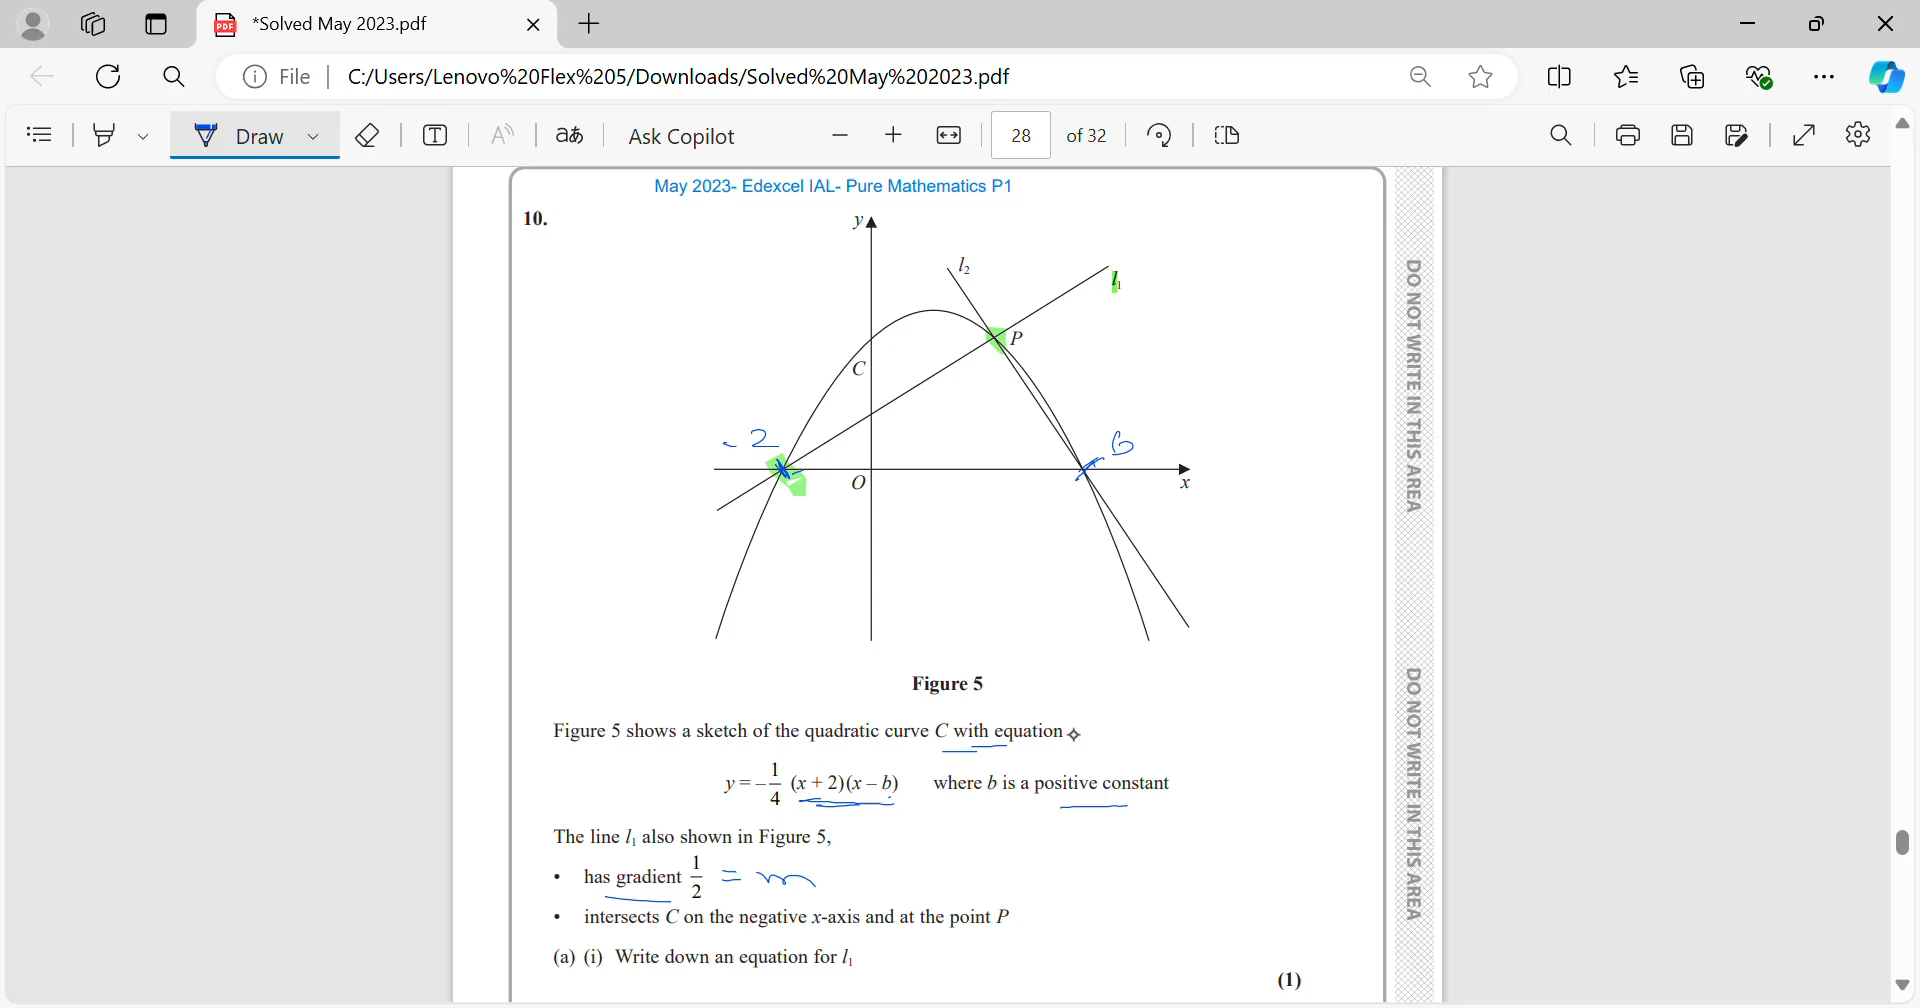 *Solved May 2023.pdf
File | C:/Users/Lenovo%20Flex%205/Downloads/Solved%20May%202023.pdf
Draw
aあ
Ask Copilot
28 of 32
May 2023- Edexcel IAL- Pure Mathematics P1
10.
y
l₂
l₁
P
C
- 2
b
O
x
Figure 5
Figure 5 shows a sketch of the quadratic curve C with equation
y = -1/4 (x + 2)(x – b) where b is a positive constant
The line l₁ also shown in Figure 5,
• has gradient 1/2 = m
• intersects C on the negative x-axis and at the point P
(a) (i) Write down an equation for l₁
(1)
DO NOT WRITE IN THIS AREA
DO NOT WRITE IN THIS AREA